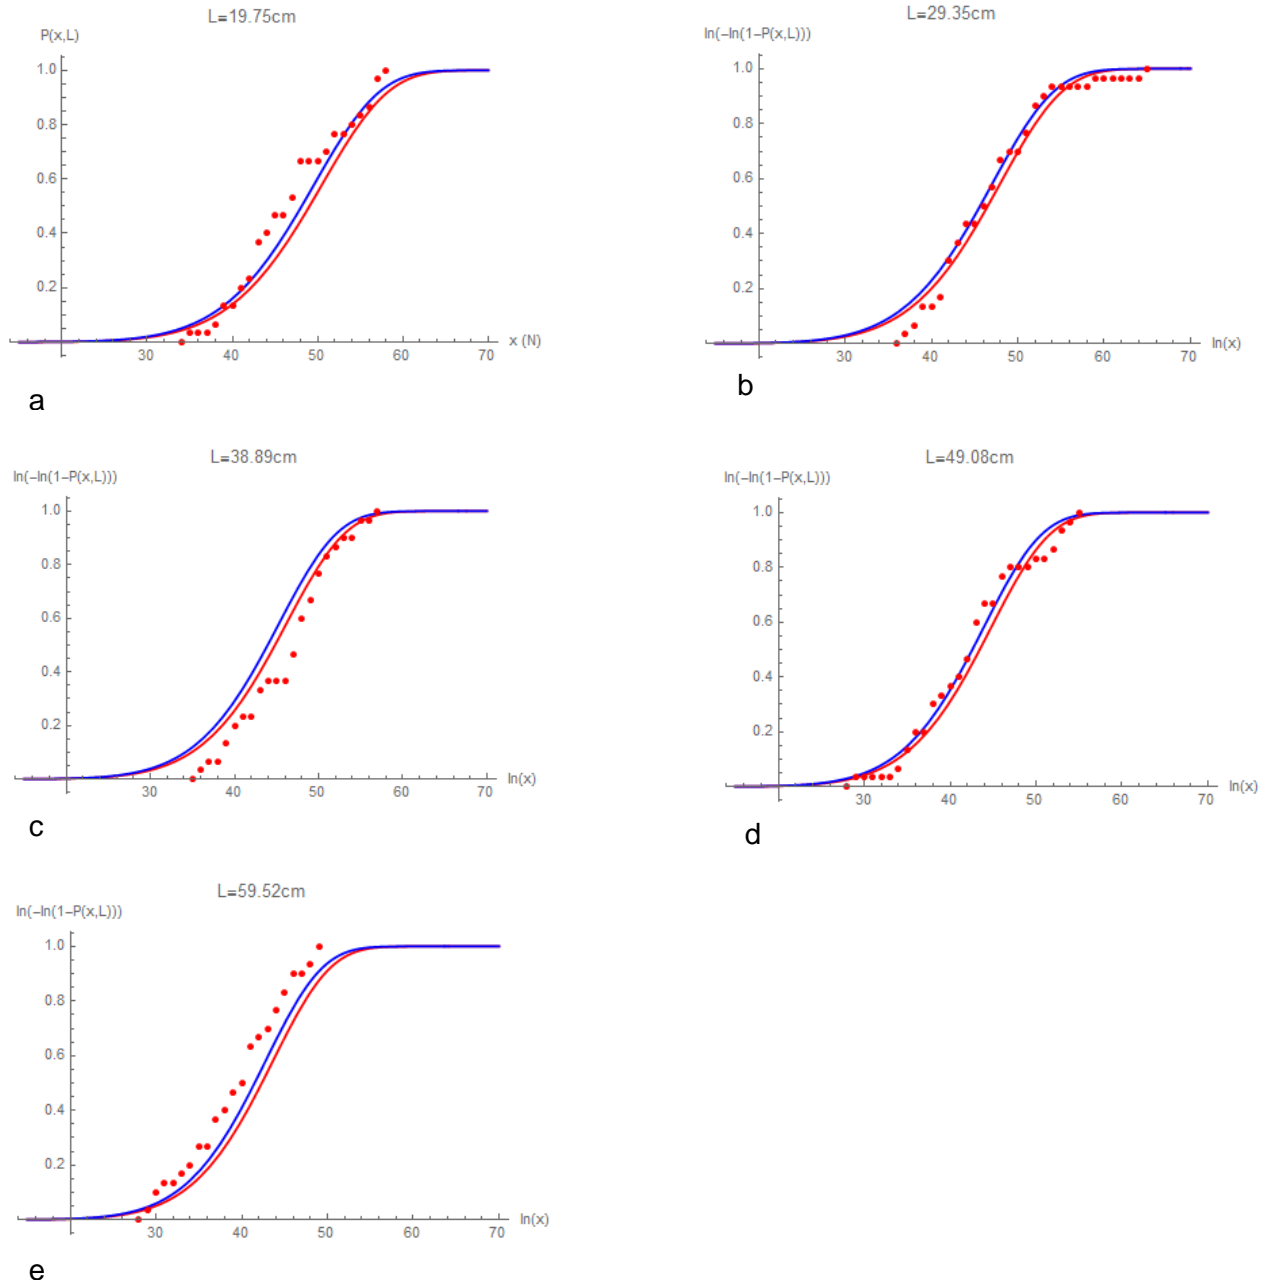 L=19.75cm
P(x,L)
1.0
0.8
0.6
0.4
0.2
30 40 50 60 70 x (N)
a
L=29.35cm
ln(−ln(1−P(x,L)))
1.0
0.8
0.6
0.4
0.2
30 40 50 60 70 ln(x)
b
L=38.89cm
ln(−ln(1−P(x,L)))
1.0
0.8
0.6
0.4
0.2
30 40 50 60 70 ln(x)
c
L=49.08cm
ln(−ln(1−P(x,L)))
1.0
0.8
0.6
0.4
0.2
30 40 50 60 70 ln(x)
d
L=59.52cm
ln(−ln(1−P(x,L)))
1.0
0.8
0.6
0.4
0.2
30 40 50 60 70 ln(x)
e